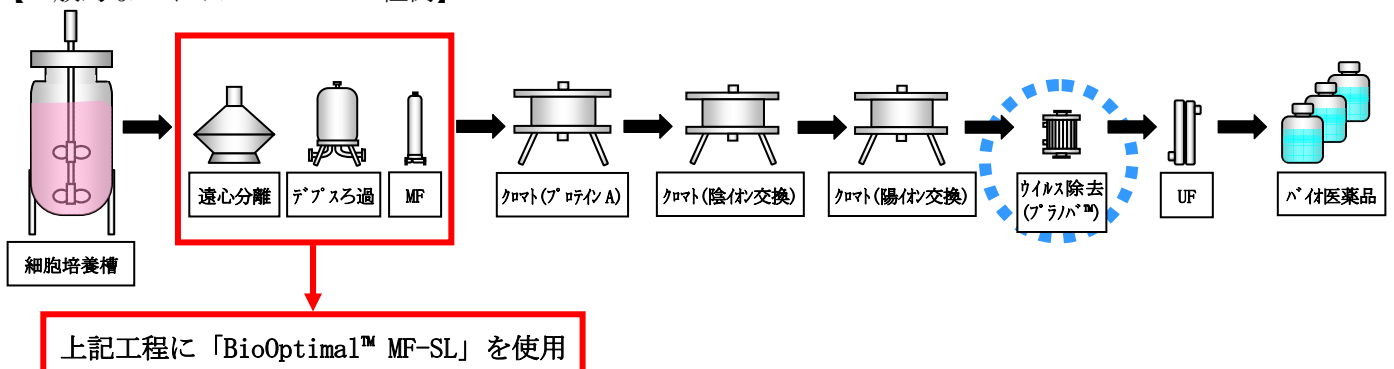 遠心分離
ﾃﾞﾌﾟｽろ過
MF
ｸﾛﾏﾄ(ﾌﾟﾛﾃｲﾝ A)
ｸﾛﾏﾄ(陰ｲｵﾝ交換)
ｸﾛﾏﾄ(陽ｲｵﾝ交換)
ｳｲﾙｽ除去
(ﾌﾟﾗﾉﾊﾞ™)
UF
ﾊﾞｲｵ医薬品
細胞培養槽
上記工程に「BioOptimal™ MF-SL」を使用